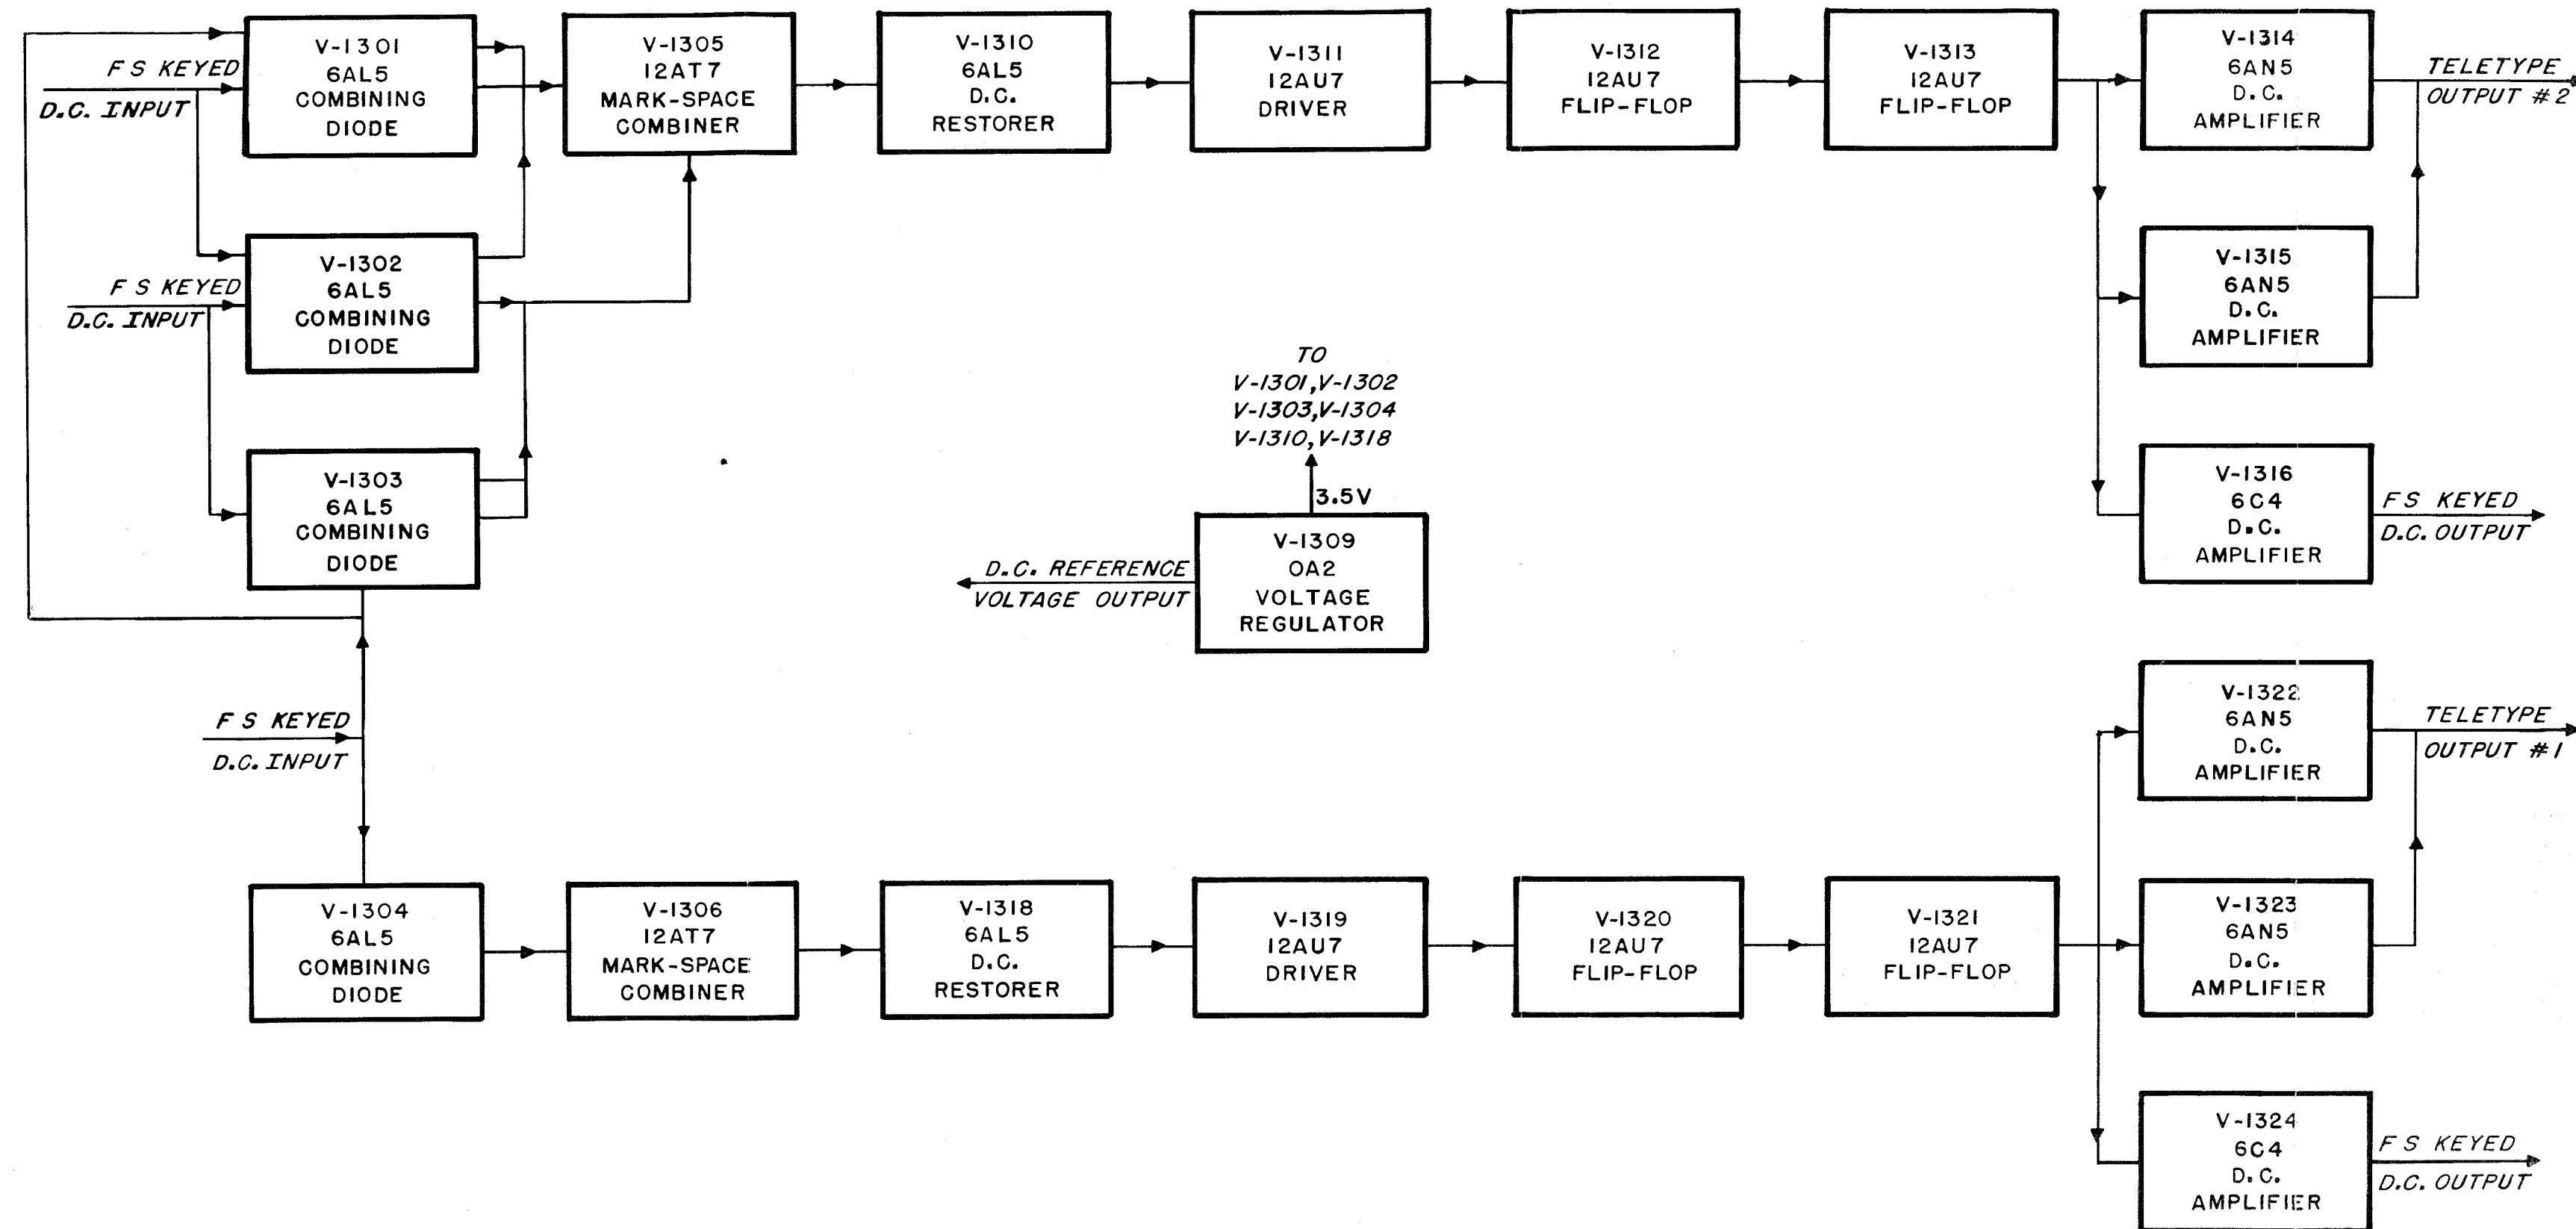 V-1301
6AL5
COMBINING
DIODE
V-1305
12AT7
MARK-SPACE
COMBINER
V-1310
6AL5
D.C.
RESTORER
V-1311
12AU7
DRIVER
V-1312
12AU7
FLIP-FLOP
V-1313
12AU7
FLIP-FLOP
V-1314
6AN5
D.C.
AMPLIFIER
TELETYPE
OUTPUT #2
F S KEYED
D.C. INPUT
V-1302
6AL5
COMBINING
DIODE
F S KEYED
D.C. INPUT
V-1315
6AN5
D.C.
AMPLIFIER
TO
V-1301, V-1302
V-1303, V-1304
V-1310, V-1318
3.5V
V-1303
6AL5
COMBINING
DIODE
V-1309
OA2
VOLTAGE
REGULATOR
D.C. REFERENCE
VOLTAGE OUTPUT
V-1316
6C4
D.C.
AMPLIFIER
F S KEYED
D.C. OUTPUT
F S KEYED
D.C. INPUT
V-1322
6AN5
D.C.
AMPLIFIER
TELETYPE
OUTPUT #1
V-1304
6AL5
COMBINING
DIODE
V-1306
12AT7
MARK-SPACE
COMBINER
V-1318
6AL5
D.C.
RESTORER
V-1319
12AU7
DRIVER
V-1320
12AU7
FLIP-FLOP
V-1321
12AU7
FLIP-FLOP
V-1323
6AN5
D.C.
AMPLIFIER
V-1324
6C4
D.C.
AMPLIFIER
F S KEYED
D.C. OUTPUT